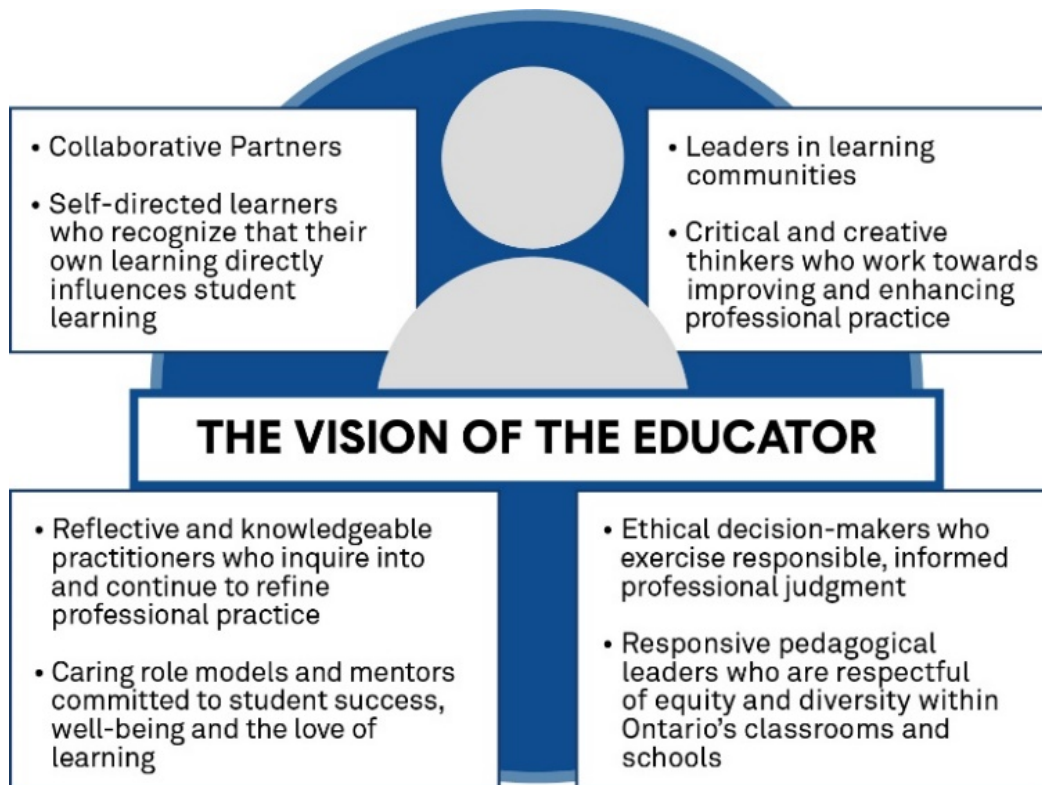 • Collaborative Partners
• Self-directed learners
who recognize that their
own learning directly
influences student
learning
• Leaders in learning
communities
• Critical and creative
thinkers who work towards
improving and enhancing
professional practice
THE VISION OF THE EDUCATOR
• Reflective and knowledgeable
practitioners who inquire into
and continue to refine
professional practice
• Caring role models and mentors
committed to student success,
well-being and the love of
learning
• Ethical decision-makers who
exercise responsible, informed
professional judgment
• Responsive pedagogical
leaders who are respectful
of equity and diversity within
Ontario's classrooms and
schools